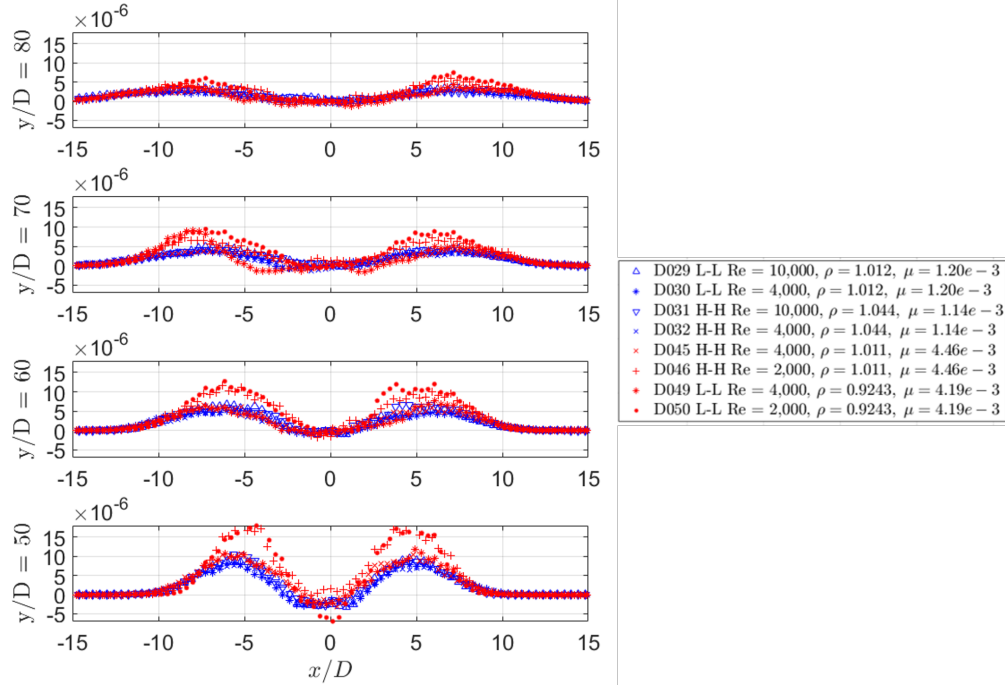 ×10⁻⁶
y/D = 80
15
10
5
0
-5
-15 -10 -5 0 5 10 15
×10⁻⁶
y/D = 70
15
10
5
0
-5
-15 -10 -5 0 5 10 15
×10⁻⁶
y/D = 60
15
10
5
0
-5
-15 -10 -5 0 5 10 15
×10⁻⁶
y/D = 50
15
10
5
0
-5
-15 -10 -5 0 5 10 15
x/D
D029 L-L Re = 10,000, ρ = 1.012, μ = 1.20e − 3
D030 L-L Re = 4,000, ρ = 1.012, μ = 1.20e − 3
D031 H-H Re = 10,000, ρ = 1.044, μ = 1.14e − 3
D032 H-H Re = 4,000, ρ = 1.044, μ = 1.14e − 3
D045 H-H Re = 4,000, ρ = 1.011, μ = 4.46e − 3
D046 H-H Re = 2,000, ρ = 1.011, μ = 4.46e − 3
D049 L-L Re = 4,000, ρ = 0.9243, μ = 4.19e − 3
D050 L-L Re = 2,000, ρ = 0.9243, μ = 4.19e − 3